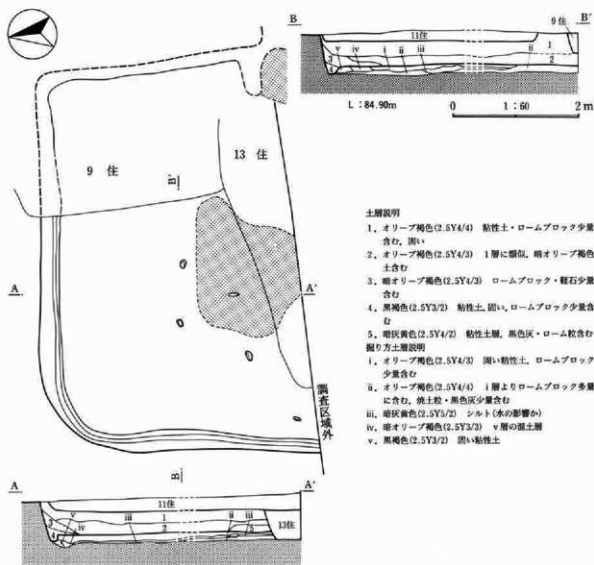 B B′
9住
11住
v iv i ii iii ii 1
3 2
4
L:84.90m 0 1:60 2m
9 住
13 住
B′
A A′
調査区域外
B
土層説明
1、オリーブ褐色(2.5Y4/4) 粘性土・ロームブロック少量
含む、固い
2、オリーブ褐色(2.5Y4/3) 1層に類似、暗オリーブ褐色
土含む
3、暗オリーブ褐色(2.5Y4/3) ロームブロック・軽石少量
含む
4、黒褐色(2.5Y3/2) 粘性土、固い、ロームブロック少量含
む
5、暗灰黄色(2.5Y4/2) 粘性土層、黒色灰・ローム粒含む
掘り方土層説明
i、オリーブ褐色(2.5Y4/3) 固い粘性土、ロームブロック
少量含む
ii、オリーブ褐色(2.5Y4/4) i層よりロームブロック多量
に含む、焼土粒・黒色灰少量含む
iii、暗灰黄色(2.5Y5/2) シルト(水の影響か)
iv、暗オリーブ褐色(2.5Y3/3) v層の混土層
v、黒褐色(2.5Y3/2) 固い粘性土
A A′
11住
v iii 1 ii iii
3 iv 2 5 13住
4